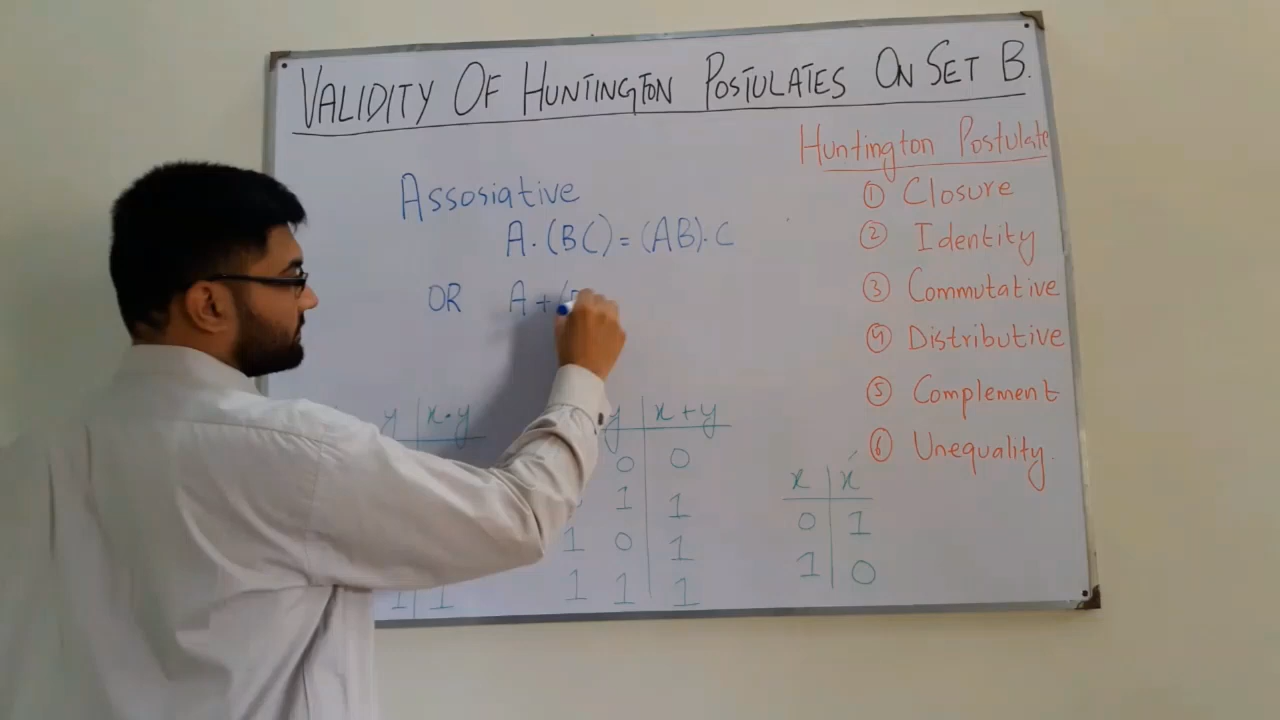 VALIDITY OF HUNTINGTON POSTULATES ON SET B.
Assosiative
A·(BC) = (AB)·C
OR A + (
Huntington Postulate
① Closure
② Identity
③ Commutative
④ Distributive
⑤ Complement
⑥ Unequality.
y | x·y
1 | 1
y | x + y
0 | 0
1 | 1
1 0 | 1
1 1 | 1
x | x′
0 | 1
1 | 0